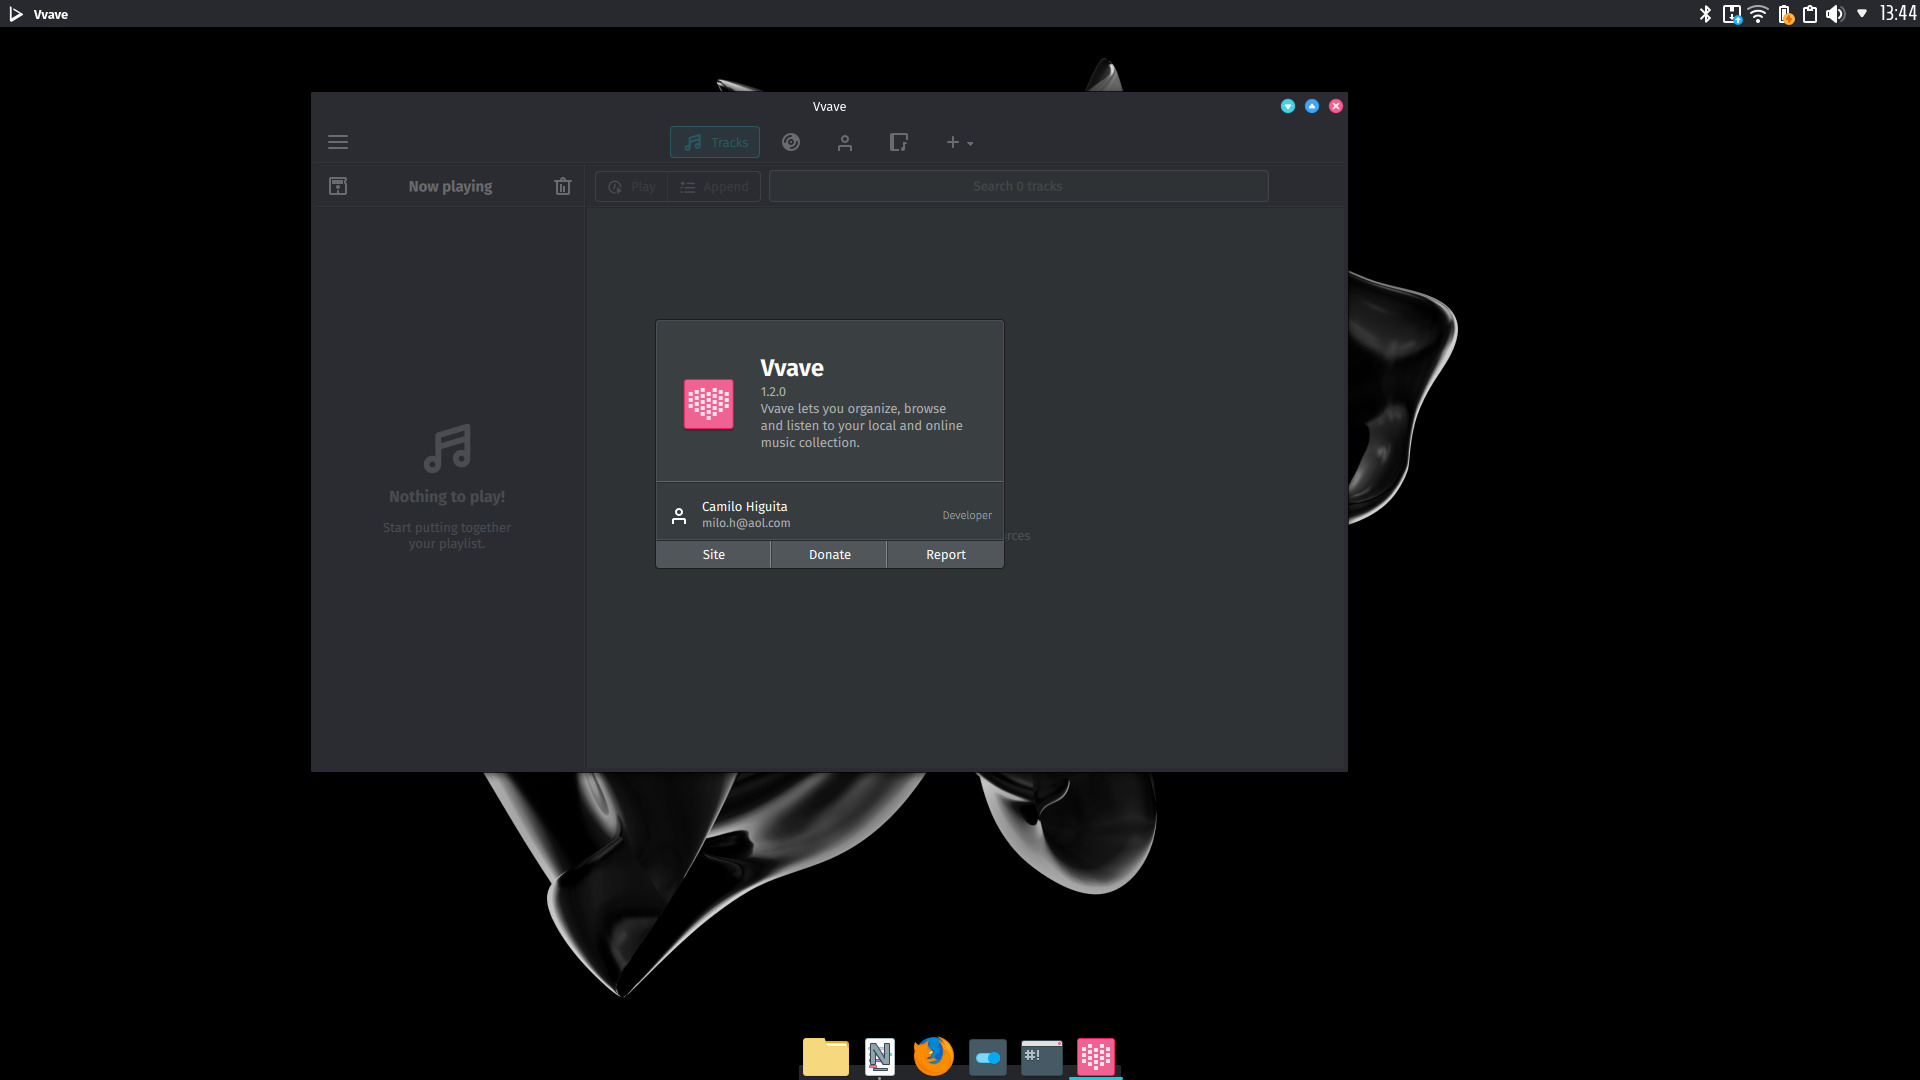 Vvave
13:44
Vvave
Tracks
Now playing
Play
Append
Search 0 tracks
Nothing to play!
Start putting together
your playlist.
Vvave
1.2.0
Vvave lets you organize, browse
and listen to your local and online
music collection.
Camilo Higuita
milo.h@aol.com
Developer
Site
Donate
Report
#!